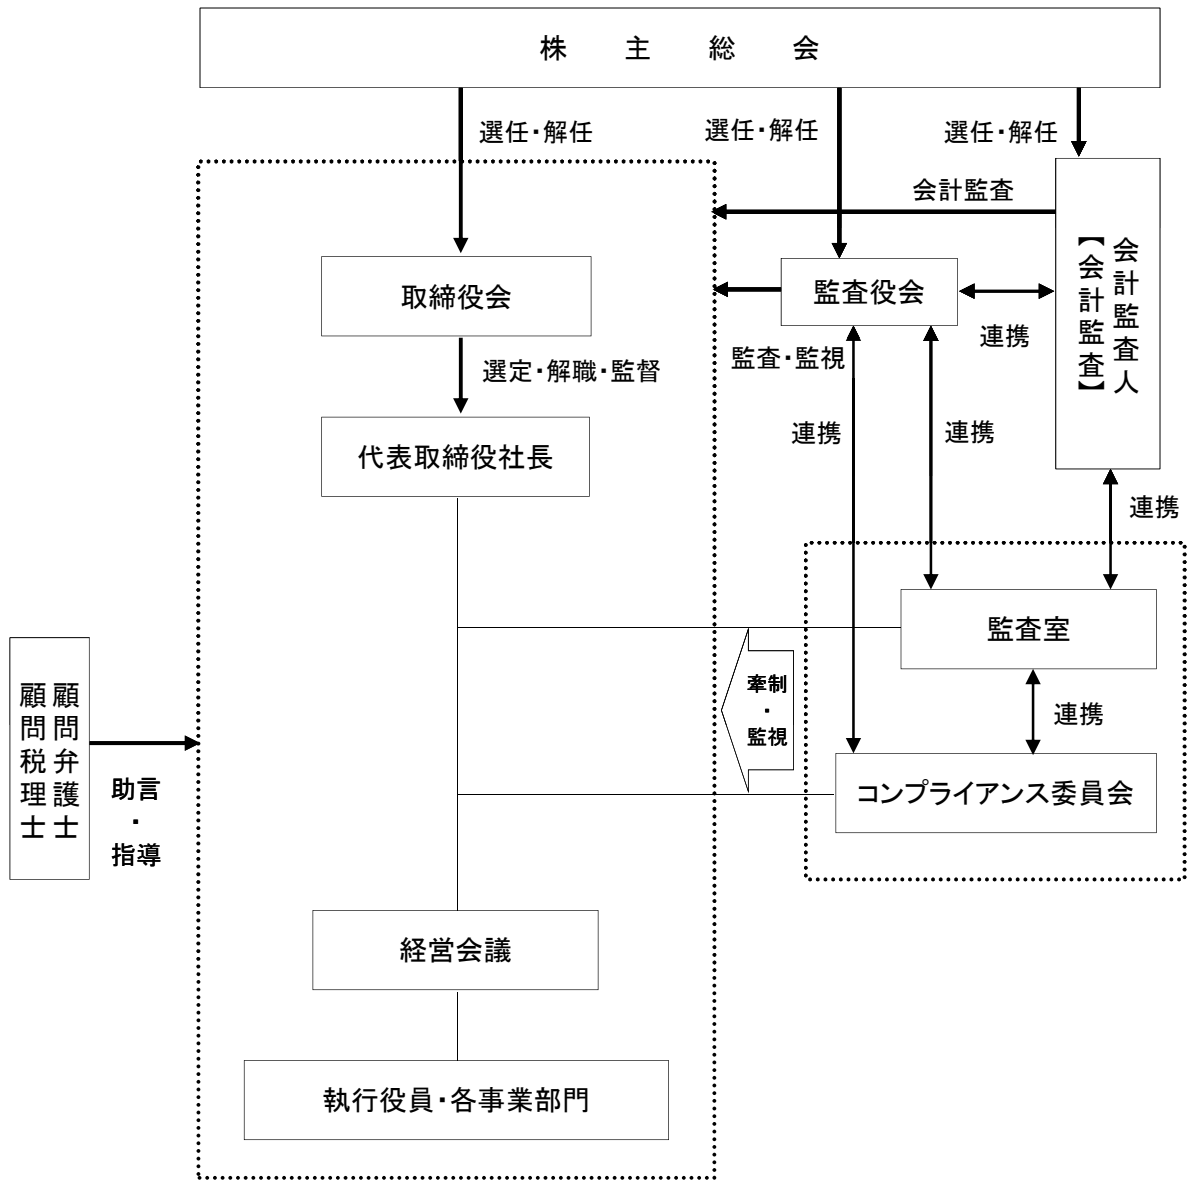 株主総会
選任・解任
選任・解任
選任・解任
会計監査
会計監査人
【会計監査】
取締役会
監査役会
連携
監査・監視
選定・解職・監督
代表取締役社長
連携
連携
連携
監査室
牽制
・
監視
連携
コンプライアンス委員会
顧問弁護士
顧問税理士
助言
・
指導
経営会議
執行役員・各事業部門